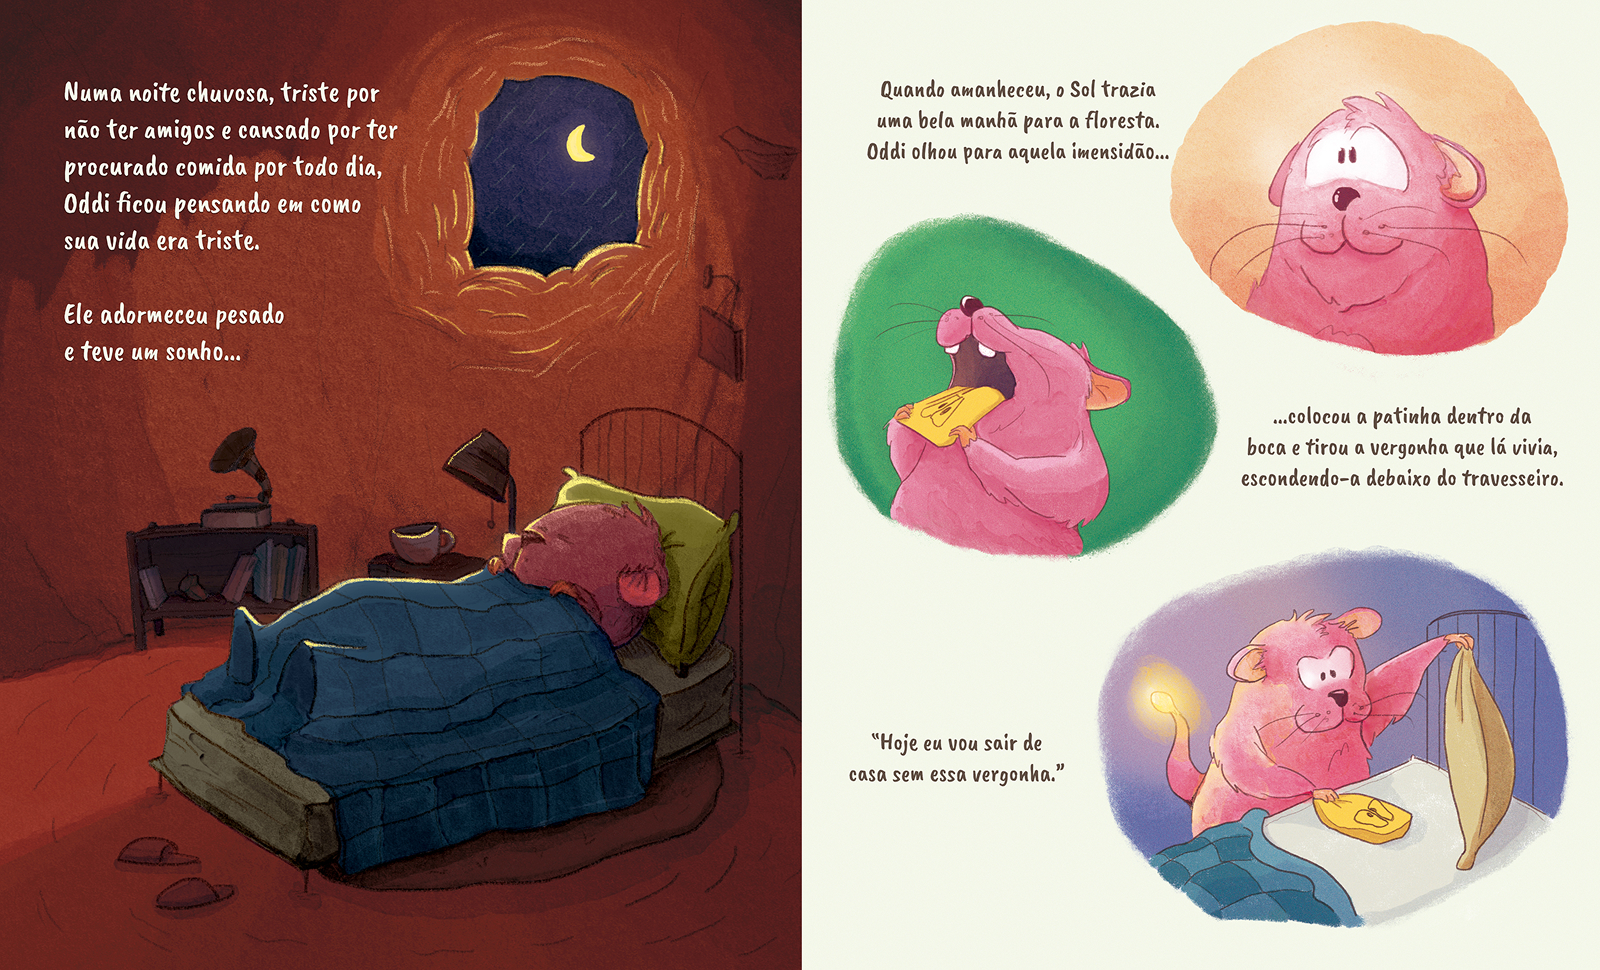 Numa noite chuvosa, triste por
não ter amigos e cansado por ter
procurado comida por todo dia,
Oddi ficou pensando em como
sua vida era triste.
Ele adormeceu pesado
e teve um sonho...
Quando amanheceu, o Sol trazia
uma bela manhã para a floresta.
Oddi olhou para aquela imensidão...
...colocou a patinha dentro da
boca e tirou a vergonha que lá vivia,
escondendo-a debaixo do travesseiro.
“Hoje eu vou sair de
casa sem essa vergonha.”